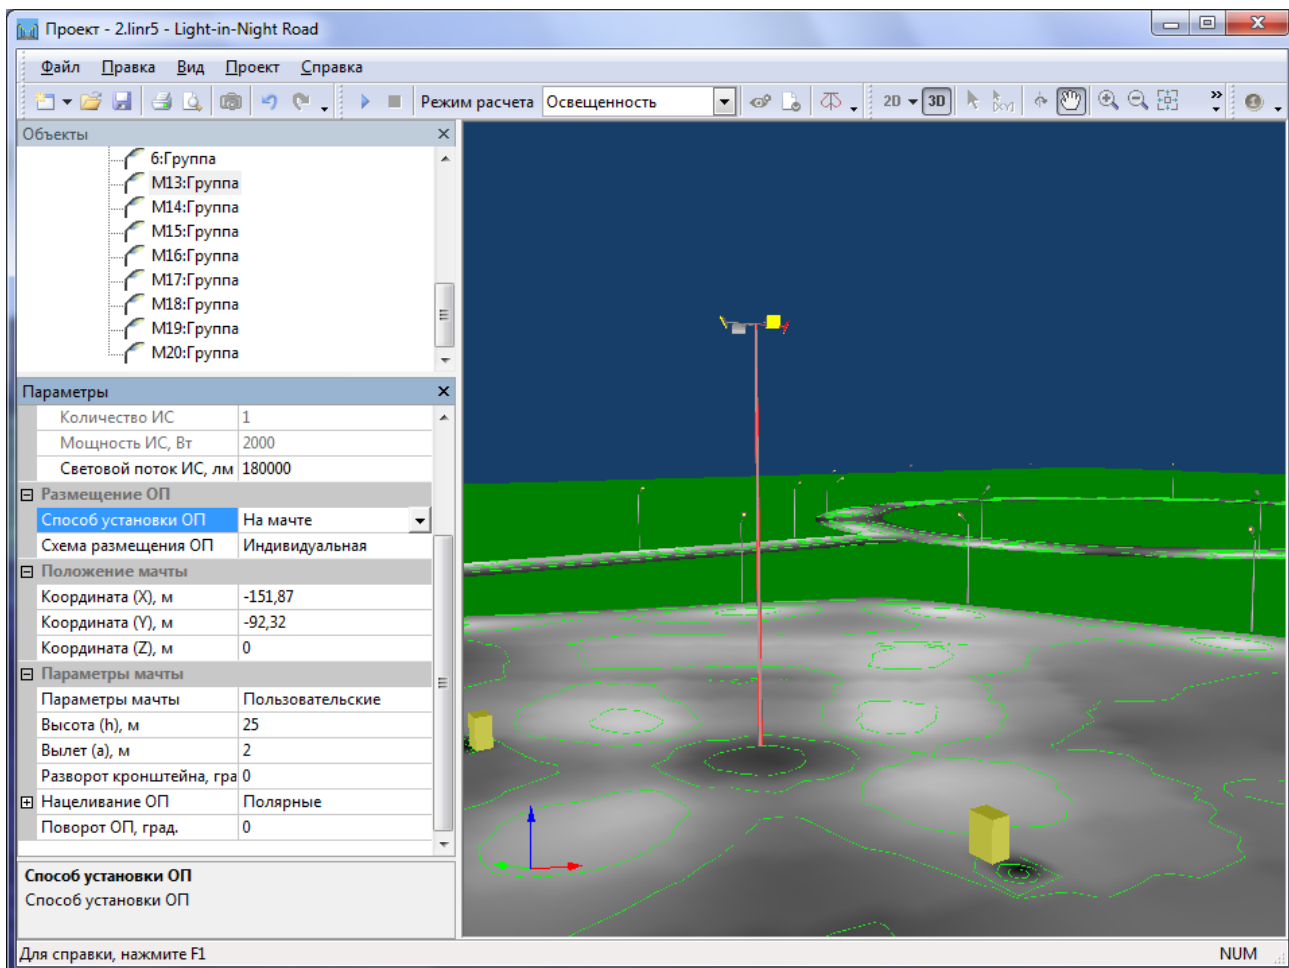 Проект - 2.linr5 - Light-in-Night Road
Файл Правка Вид Проект Справка
Режим расчета Освещенность 2D 3D
Объекты
6:Группа
M13:Группа
M14:Группа
M15:Группа
M16:Группа
M17:Группа
M18:Группа
M19:Группа
M20:Группа
Параметры
Количество ИС 1
Мощность ИС, Вт 2000
Световой поток ИС, лм 180000
Размещение ОП
Способ установки ОП На мачте
Схема размещения ОП Индивидуальная
Положение мачты
Координата (X), м -151,87
Координата (Y), м -92,32
Координата (Z), м 0
Параметры мачты
Параметры мачты Пользовательские
Высота (h), м 25
Вылет (a), м 2
Разворот кронштейна, гра 0
Нацеливание ОП Полярные
Поворот ОП, град. 0
Способ установки ОП
Способ установки ОП
Для справки, нажмите F1 NUM